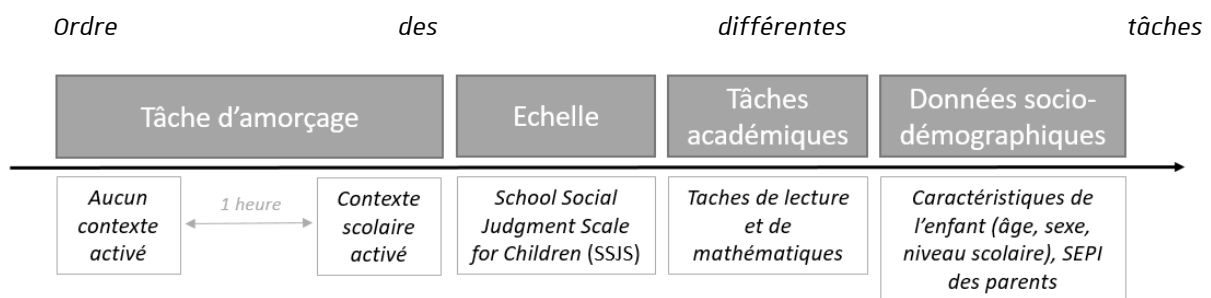 Ordre des différentes tâches
Tâche d'amorçage
Echelle
Tâches
académiques
Données socio-
démographiques
Aucun
contexte
activé
1 heure
Contexte
scolaire
activé
School Social
Judgment Scale
for Children (SSJS)
Taches de lecture
et de
mathématiques
Caractéristiques de
l'enfant (âge, sexe,
niveau scolaire), SEPI
des parents